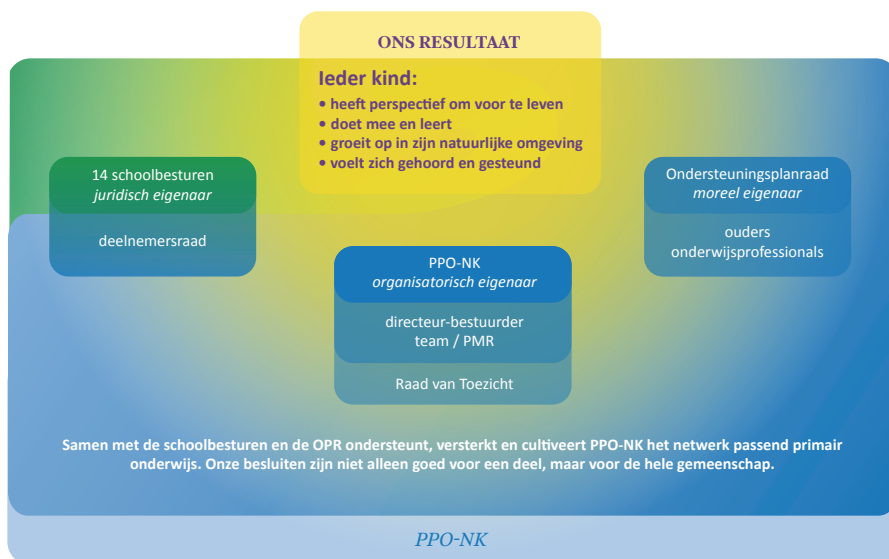 ONS RESULTAAT
Ieder kind:
• heeft perspectief om voor te leven
• doet mee en leert
• groeit op in zijn natuurlijke omgeving
• voelt zich gehoord en gesteund
14 schoolbesturen
juridisch eigenaar
deelnemersraad
Ondersteuningsplanraad
moreel eigenaar
ouders
onderwijsprofessionals
PPO-NK
organisatorisch eigenaar
directeur-bestuurder
team / PMR
Raad van Toezicht
Samen met de schoolbesturen en de OPR ondersteunt, versterkt en cultiveert PPO-NK het netwerk passend primair
onderwijs. Onze besluiten zijn niet alleen goed voor een deel, maar voor de hele gemeenschap.
PPO-NK